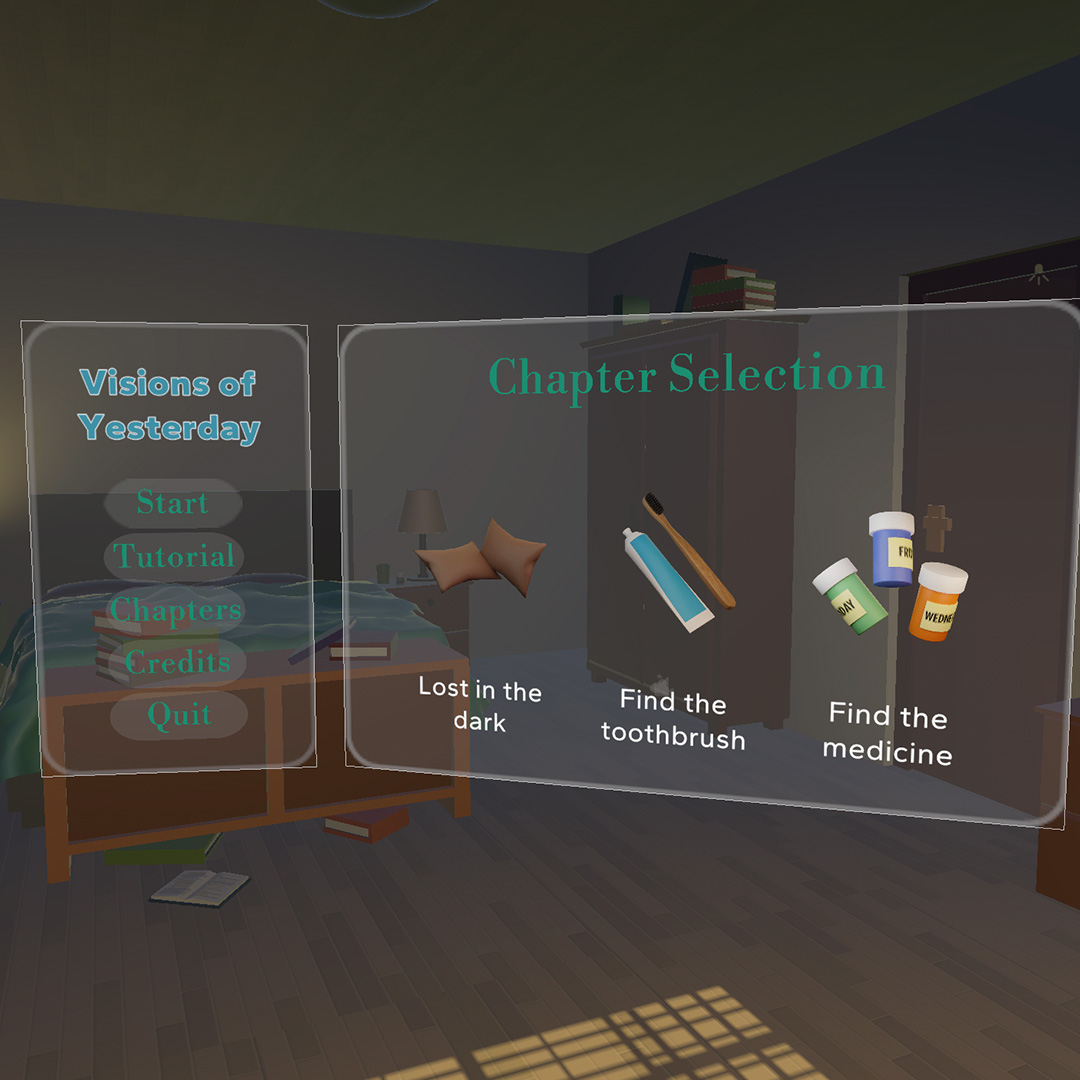 Visions of
Yesterday
Start
Tutorial
Chapters
Credits
Quit
Chapter Selection
Lost in the
dark
Find the
toothbrush
Find the
medicine